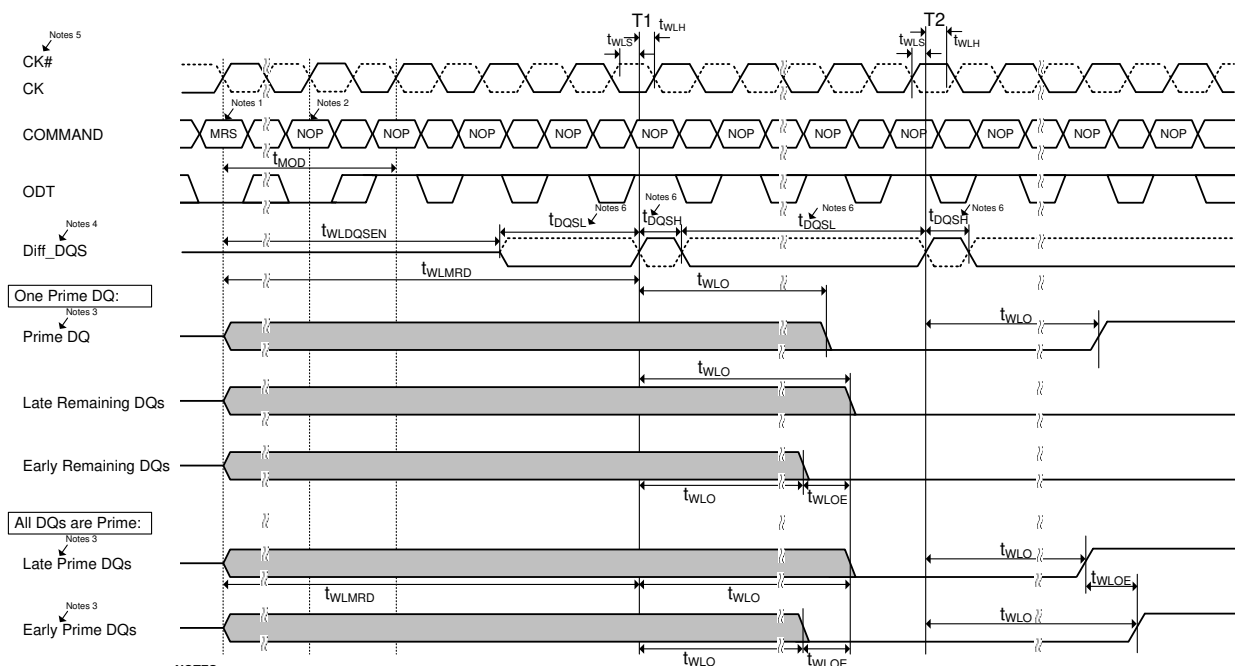 T1 T2
Notes 5 tWLS tWLH tWLS tWLH
CK#
CK
Notes 1 Notes 2
COMMAND MRS NOP NOP NOP NOP NOP NOP NOP NOP NOP NOP NOP
tMOD
ODT
Notes 6 Notes 6 Notes 6 Notes 6
tDQSL tDQSH tDQSL tDQSH
Notes 4
tWLDQSEN
Diff_DQS
tWLMRD
tWLO
One Prime DQ:
Notes 3
tWLO
Prime DQ
tWLO
Late Remaining DQs
Early Remaining DQs
tWLO tWLOE
All DQs are Prime:
Notes 3
tWLO
Late Prime DQs
tWLOE
tWLMRD tWLO
Notes 3
tWLO
Early Prime DQs
tWLO tWLOE
NOTES